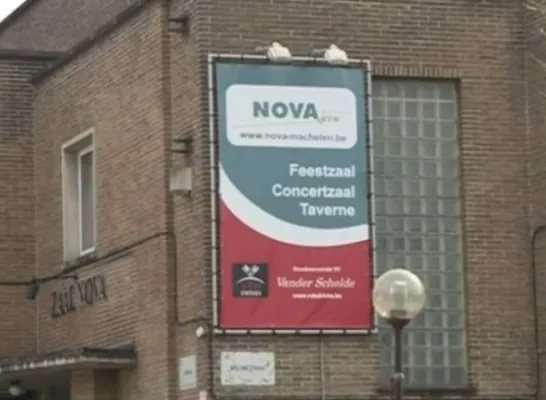 NOVA
www.nova-machelen.be
Feestzaal
Concertzaal
Taverne
Vander Schelde
ZAAL NOVA